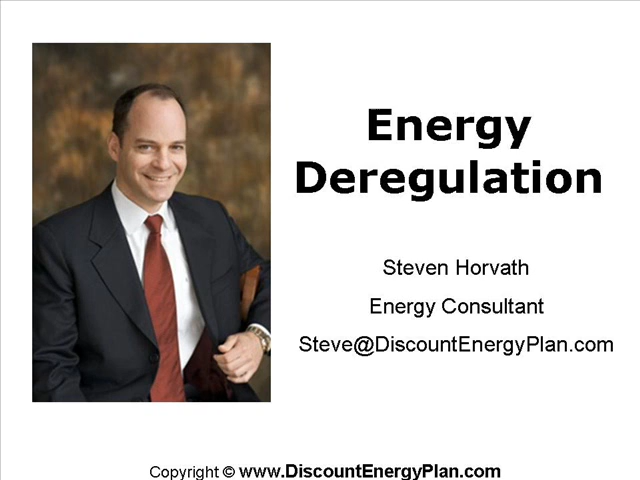 Energy
Deregulation
Steven Horvath
Energy Consultant
Steve@DiscountEnergyPlan.com
Copyright © www.DiscountEnergyPlan.com